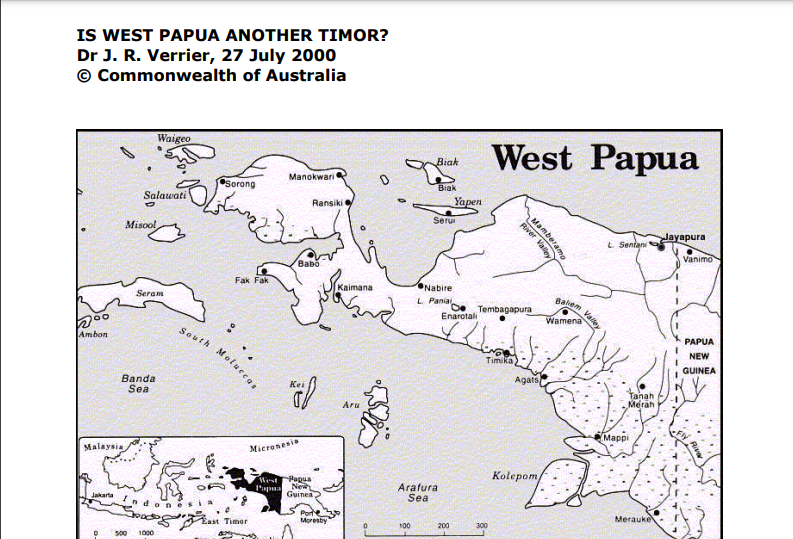 IS WEST PAPUA ANOTHER TIMOR?
Dr J. R. Verrier, 27 July 2000
© Commonwealth of Australia
West Papua
Waigeo
Salawati
Misool
Sorong
Manokwari
Ransiki
Biak
Biak
Yapen
Serui
Mamberamo
River Valley
L. Sentani
Jayapura
Vanimo
Babo
Fak Fak
Kaimana
Nabire
L. Paniai
Enarotali
Tembagapura
Baliem Valley
Wamena
Timika
Agats
Seram
Ambon
South Moluccas
Banda
Sea
Kei
Aru
PAPUA
NEW
GUINEA
Tanah
Merah
Mappi
Fly River
Kolepom
Arafura
Sea
Merauke
0 100 200 300
Malaysia
Micronesia
West
Papua
Papua
New
Guinea
Jakarta
Indonesia
East Timor
Port
Moresby
0 500 1000